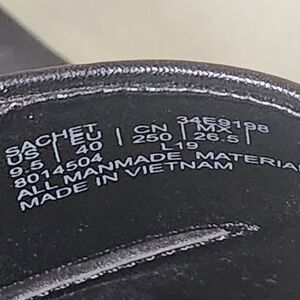 SACHET 34E9198
US | EU | CN | MX |
9.5 | 40 | 250 | 26.5 |
8014504 L19
ALL MANMADE MATERIAL
MADE IN VIETNAM